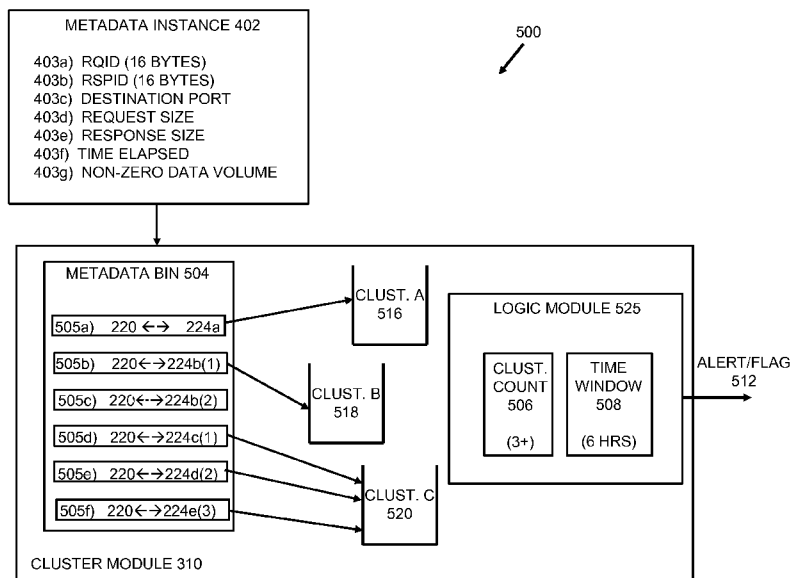 METADATA INSTANCE 402
403a) RQID (16 BYTES)
403b) RSPID (16 BYTES)
403c) DESTINATION PORT
403d) REQUEST SIZE
403e) RESPONSE SIZE
403f) TIME ELAPSED
403g) NON-ZERO DATA VOLUME
500
METADATA BIN 504
505a) 220 ←→ 224a
505b) 220←→224b(1)
505c) 220←→224b(2)
505d) 220←→224c(1)
505e) 220←→224d(2)
505f) 220←→224e(3)
CLUST. A
516
CLUST. B
518
CLUST. C
520
LOGIC MODULE 525
CLUST.
COUNT
506
(3+)
TIME
WINDOW
508
(6 HRS)
ALERT/FLAG
512
CLUSTER MODULE 310